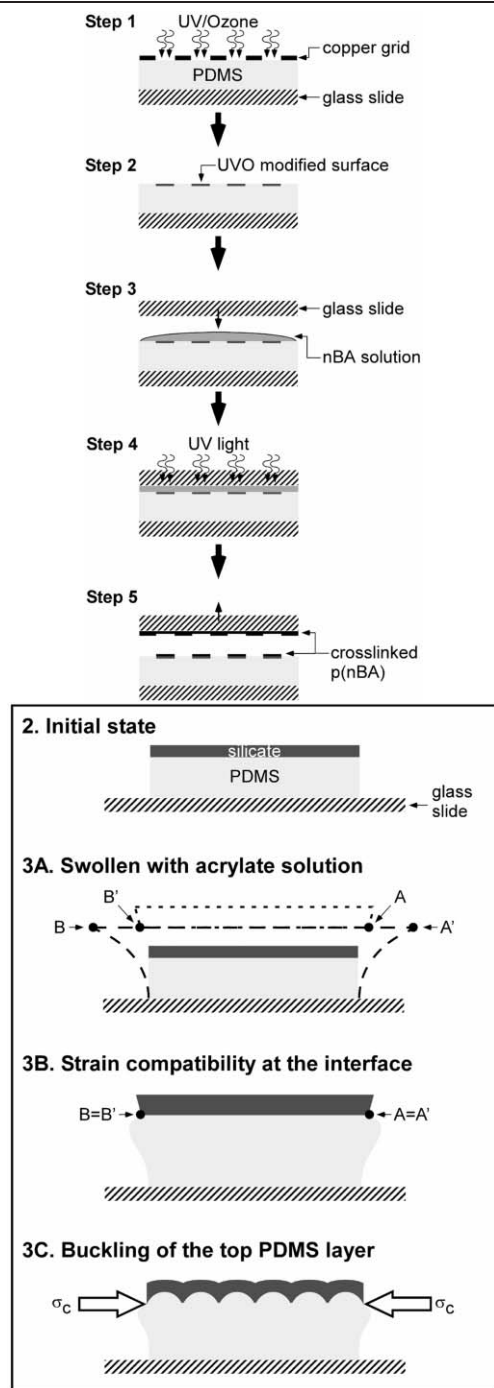 Step 1
UV/Ozone
copper grid
PDMS
glass slide
Step 2
UVO modified surface
Step 3
glass slide
nBA solution
Step 4
UV light
Step 5
crosslinked
p(nBA)
2. Initial state
silicate
PDMS
glass
slide
3A. Swollen with acrylate solution
B'
A
B
A'
3B. Strain compatibility at the interface
B=B'
A=A'
3C. Buckling of the top PDMS layer
σc
σc